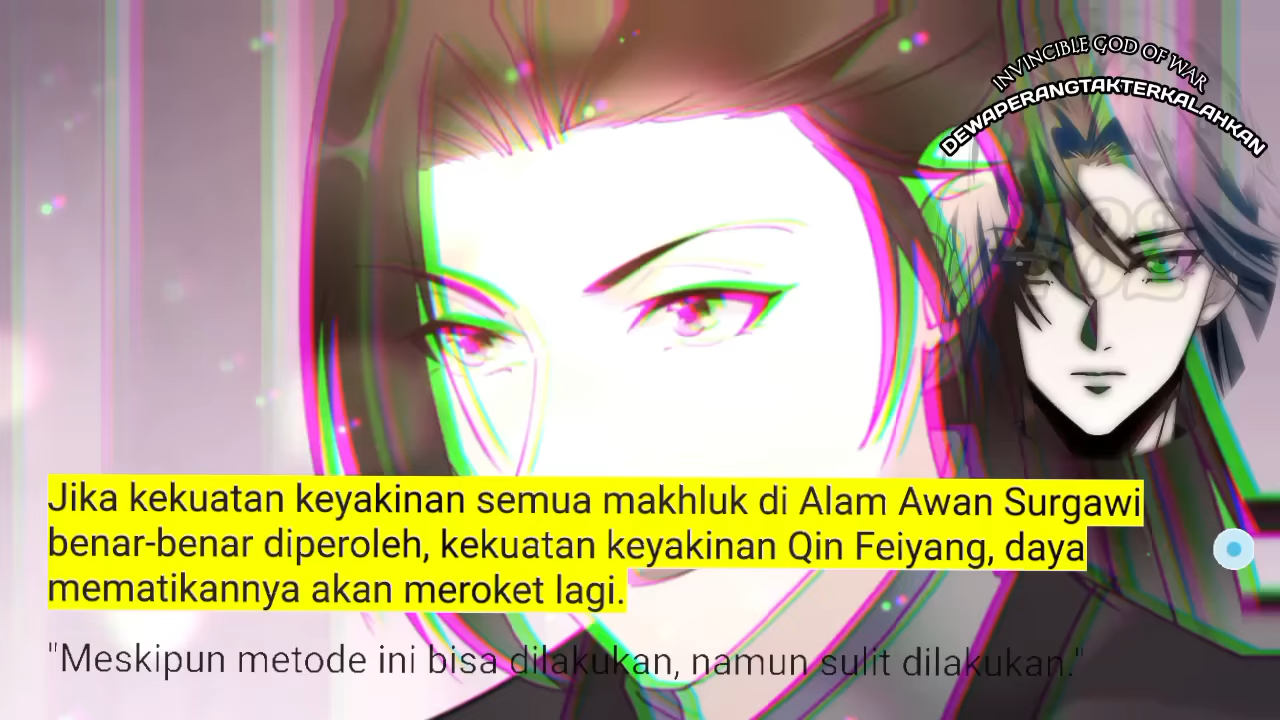 INVINCIBLE GOD OF WAR
DEWAPERANGTAKTERKALAHKAN
Jika kekuatan keyakinan semua makhluk di Alam Awan Surgawi
benar-benar diperoleh, kekuatan keyakinan Qin Feiyang, daya
mematikannya akan meroket lagi.
"Meskipun metode ini bisa dilakukan, namun sulit dilakukan."